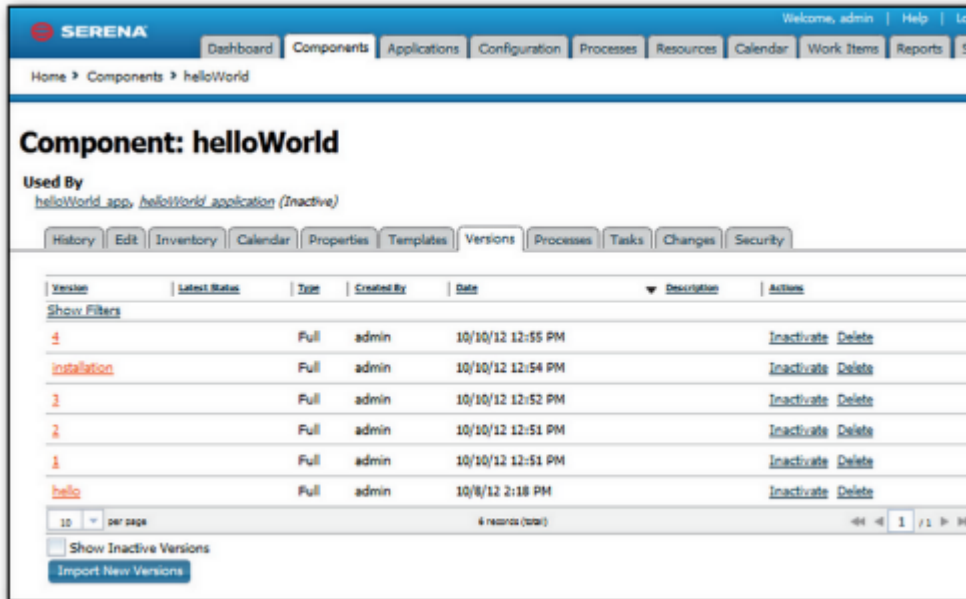 Welcome, admin | Help |
SERENA
Dashboard Components Applications Configuration Processes Resources Calendar Work Items Reports
Home > Components > helloWorld
Component: helloWorld
Used By
helloWorld app, helloWorld application (Inactive)
History Edit Inventory Calendar Properties Templates Versions Processes Tasks Changes Security
Version Latest Status Type Created By Date Description Actions
Show Filters
4 Full admin 10/10/12 12:55 PM Inactivate Delete
installation Full admin 10/10/12 12:54 PM Inactivate Delete
3 Full admin 10/10/12 12:52 PM Inactivate Delete
2 Full admin 10/10/12 12:51 PM Inactivate Delete
1 Full admin 10/10/12 12:51 PM Inactivate Delete
hello Full admin 10/8/12 2:18 PM Inactivate Delete
10 per page 6 records (total) 1 / 1
Show Inactive Versions
Import New Versions